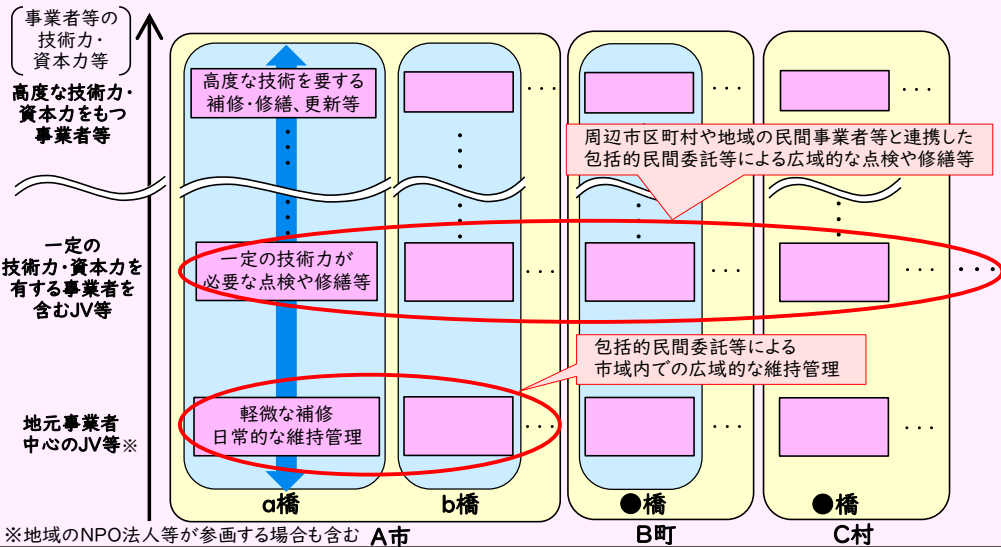 事業者等の
技術力・
資本力等
高度な技術力・
資本力をもつ
事業者等
高度な技術を要する
補修・修繕、更新等
・・・
・・・
・・・
周辺市区町村や地域の民間事業者等と連携した
包括的民間委託等による広域的な点検や修繕等
一定の
技術力・資本力を
有する事業者を
含むJV等
一定の技術力が
必要な点検や修繕等
・・・
・・・
・・・
・・・
包括的民間委託等による
市域内での広域的な維持管理
地元事業者
中心のJV等※
軽微な補修
日常的な維持管理
・・・
・・・
・・・
a橋
b橋
●橋
●橋
※地域のNPO法人等が参画する場合も含む
A市
B町
C村